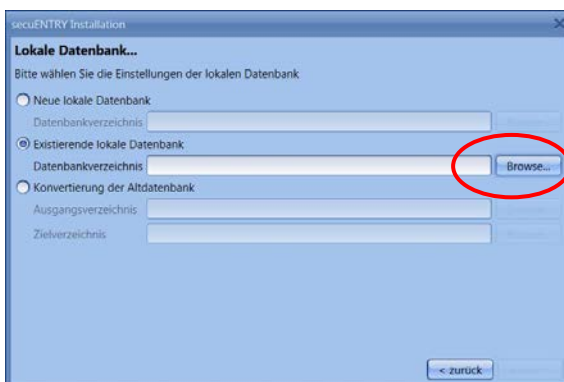 secuENTRY Installation
Lokale Datenbank...
Bitte wählen Sie die Einstellungen der lokalen Datenbank
Neue lokale Datenbank
Datenbankverzeichnis
Existierende lokale Datenbank
Datenbankverzeichnis Browse...
Konvertierung der Altdatenbank
Ausgangsverzeichnis
Zielverzeichnis
< zurück